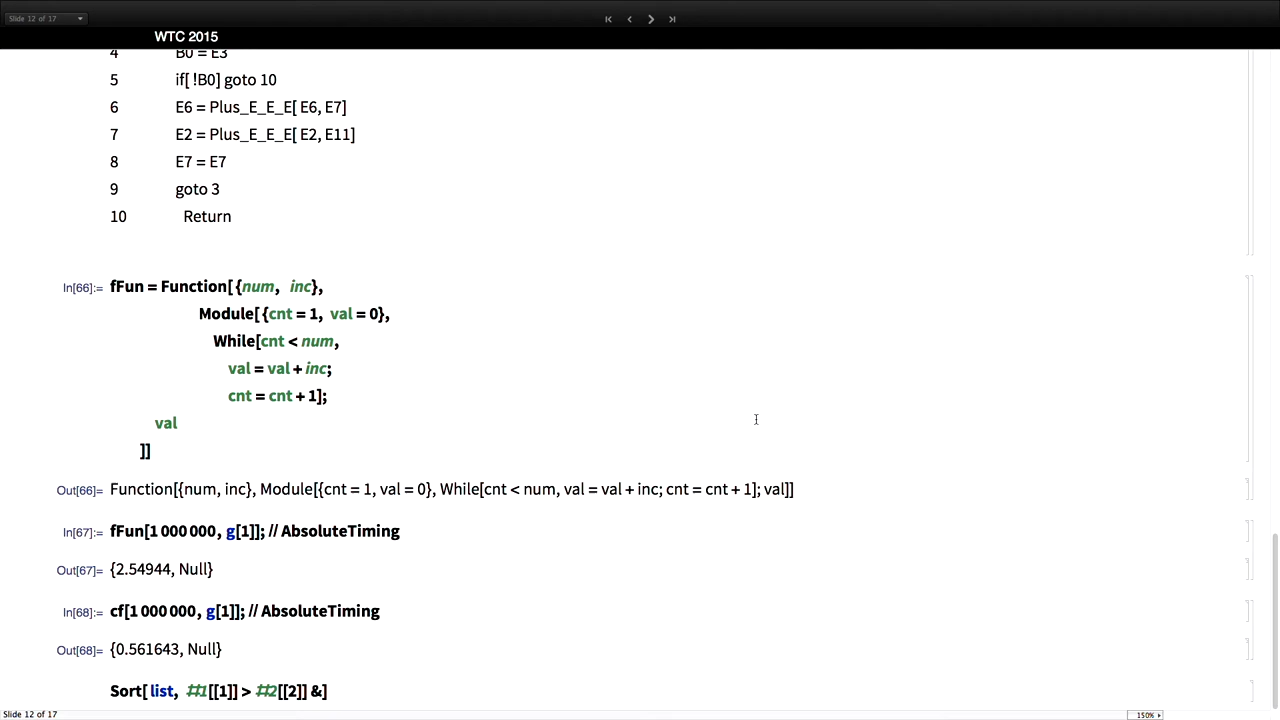 Slide 12 of 17
WTC 2015
4 B0 = E3
5 if[ !B0] goto 10
6 E6 = Plus_E_E_E[ E6, E7]
7 E2 = Plus_E_E_E[ E2, E11]
8 E7 = E7
9 goto 3
10 Return
In[66]:= fFun = Function[ {num, inc},
Module[ {cnt = 1, val = 0},
While[cnt < num,
val = val + inc;
cnt = cnt + 1];
val
]]
Out[66]= Function[{num, inc}, Module[{cnt = 1, val = 0}, While[cnt < num, val = val + inc; cnt = cnt + 1]; val]]
In[67]:= fFun[1 000 000, g[1]]; // AbsoluteTiming
Out[67]= {2.54944, Null}
In[68]:= cf[1 000 000, g[1]]; // AbsoluteTiming
Out[68]= {0.561643, Null}
Sort[ list, #1[[1]] > #2[[2]] &]
Slide 12 of 17
150%